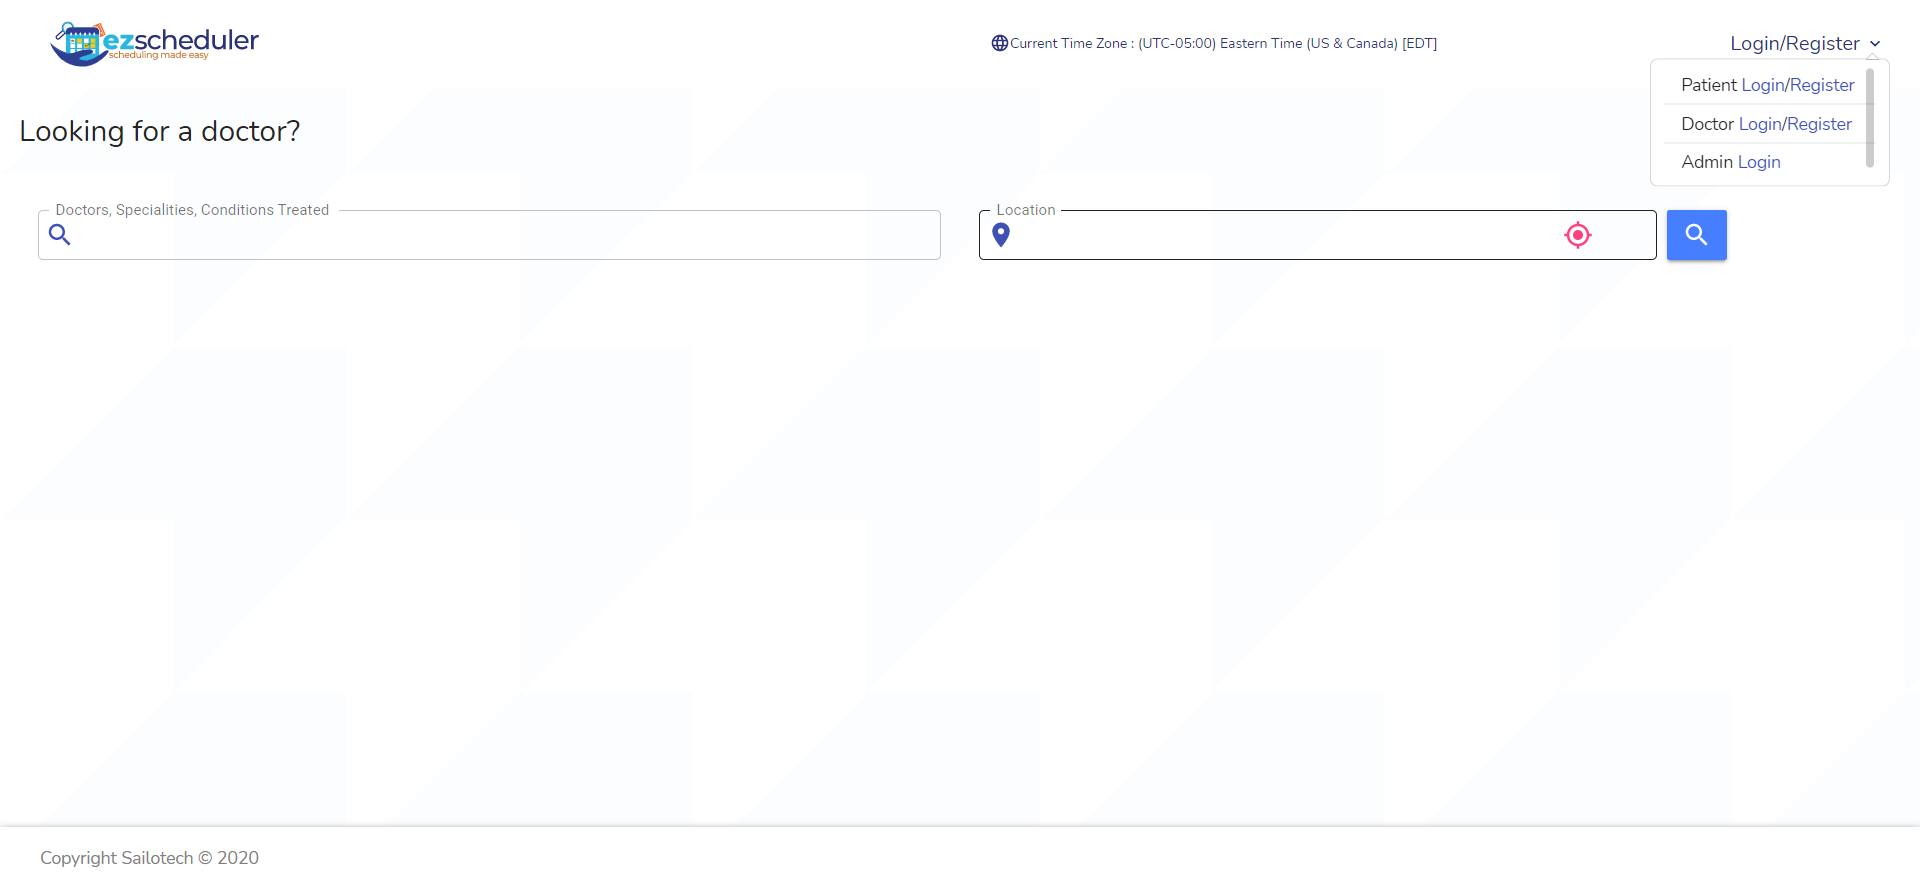 ezscheduler
scheduling made easy
Current Time Zone : (UTC-05:00) Eastern Time (US & Canada) [EDT]
Login/Register
Patient Login/Register
Doctor Login/Register
Admin Login
Looking for a doctor?
Doctors, Specialities, Conditions Treated
Location
Copyright Sailotech © 2020